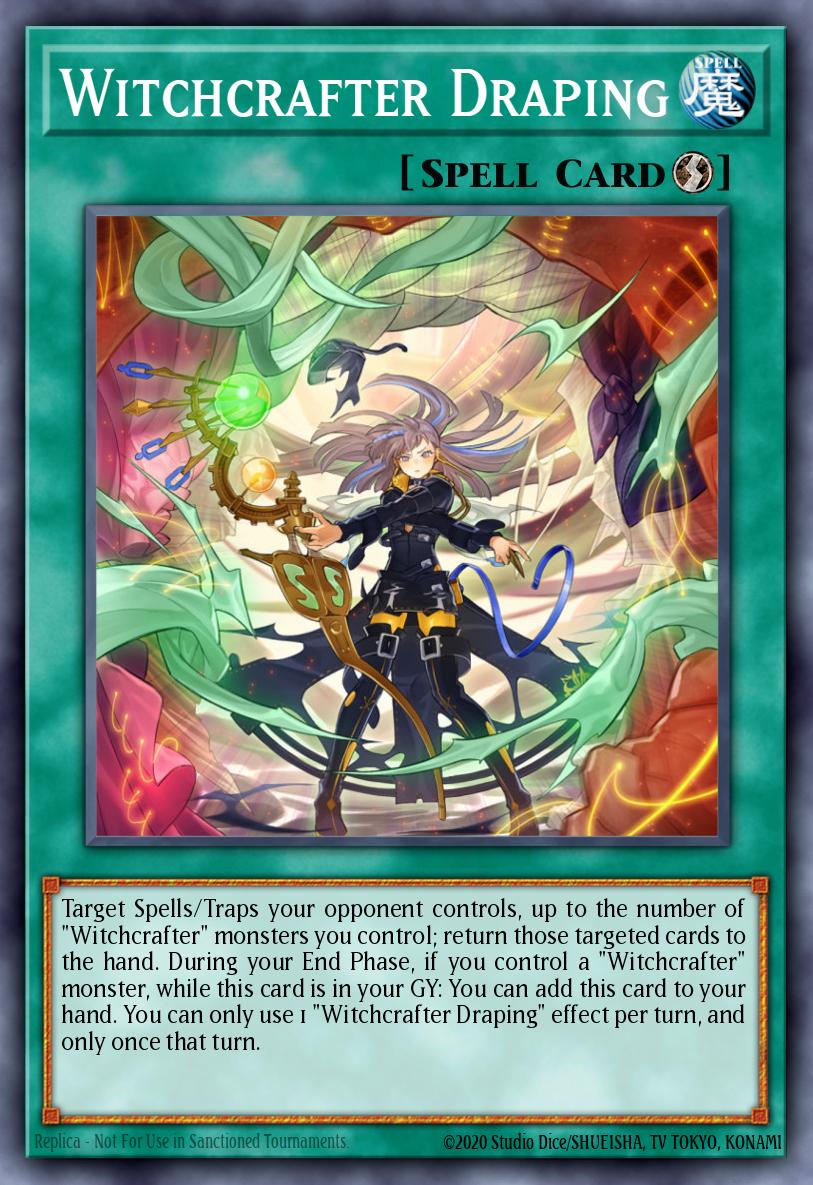 WITCHCRAFTER DRAPING
SPELL
魔
[SPELL CARD]
S S
Target Spells/Traps your opponent controls, up to the number of
"Witchcrafter" monsters you control; return those targeted cards to
the hand. During your End Phase, if you control a "Witchcrafter"
monster, while this card is in your GY: You can add this card to your
hand. You can only use 1 "Witchcrafter Draping" effect per turn, and
only once that turn.
Replica - Not For Use in Sanctioned Tournaments.
©2020 Studio Dice/SHUEISHA, TV TOKYO, KONAMI